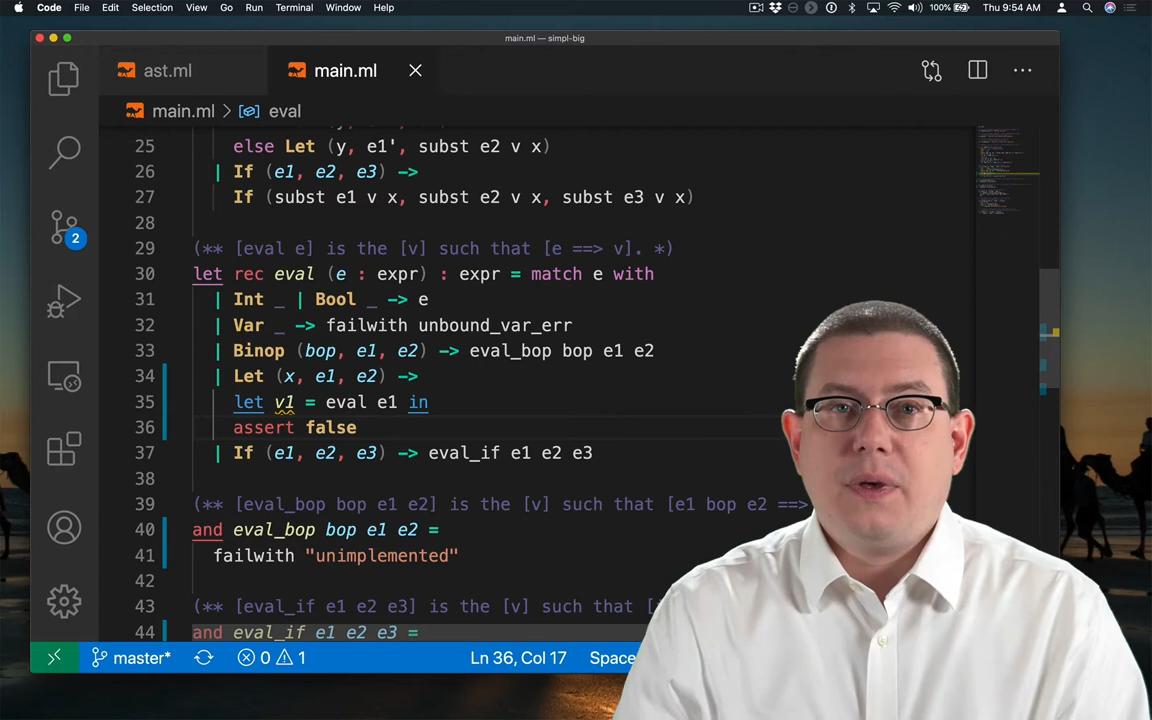 Code File Edit Selection View Go Run Terminal Window Help 100% Thu 9:54 AM
main.ml — simpl-big
ast.ml main.ml
main.ml > eval
25 else Let (y, e1', subst e2 v x)
26 | If (e1, e2, e3) ->
27 If (subst e1 v x, subst e2 v x, subst e3 v x)
28
29 (** [eval e] is the [v] such that [e ==> v]. *)
30 let rec eval (e : expr) : expr = match e with
31 | Int _ | Bool _ -> e
32 | Var _ -> failwith unbound_var_err
33 | Binop (bop, e1, e2) -> eval_bop bop e1 e2
34 | Let (x, e1, e2) ->
35 let v1 = eval e1 in
36 assert false
37 | If (e1, e2, e3) -> eval_if e1 e2 e3
38
39 (** [eval_bop bop e1 e2] is the [v] such that [e1 bop e2 ==>
40 and eval_bop bop e1 e2 =
41 failwith "unimplemented"
42
43 (** [eval_if e1 e2 e3] is the [v] such that
44 and eval_if e1 e2 e3 =
2
master* 0 1 Ln 36, Col 17